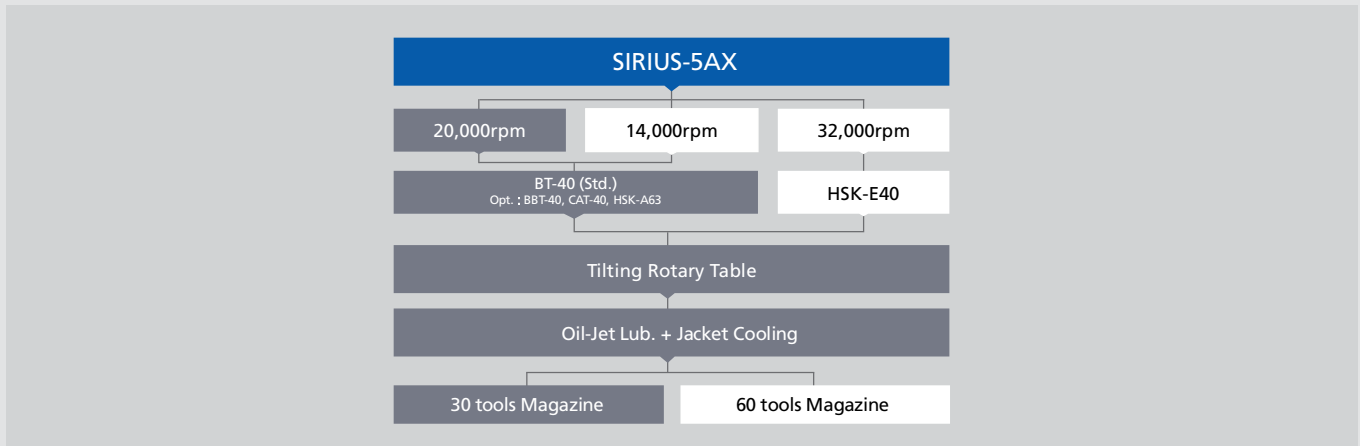 SIRIUS-5AX
20,000rpm
14,000rpm
32,000rpm
BT-40 (Std.)
Opt. : BBT-40, CAT-40, HSK-A63
HSK-E40
Tilting Rotary Table
Oil-Jet Lub. + Jacket Cooling
30 tools Magazine
60 tools Magazine